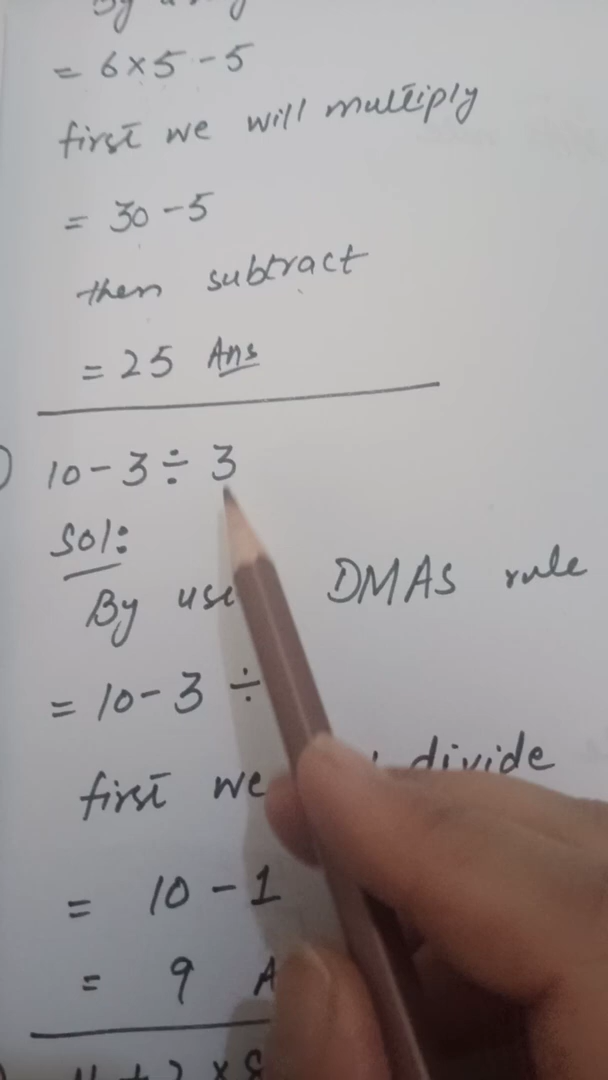 By
= 6×5-5
first we will multiply
= 30-5
then subtract
= 25 Ans
) 10-3÷3
Sol:
By use DMAS rule
= 10-3 ÷
first we divide
= 10-1
= 9 A